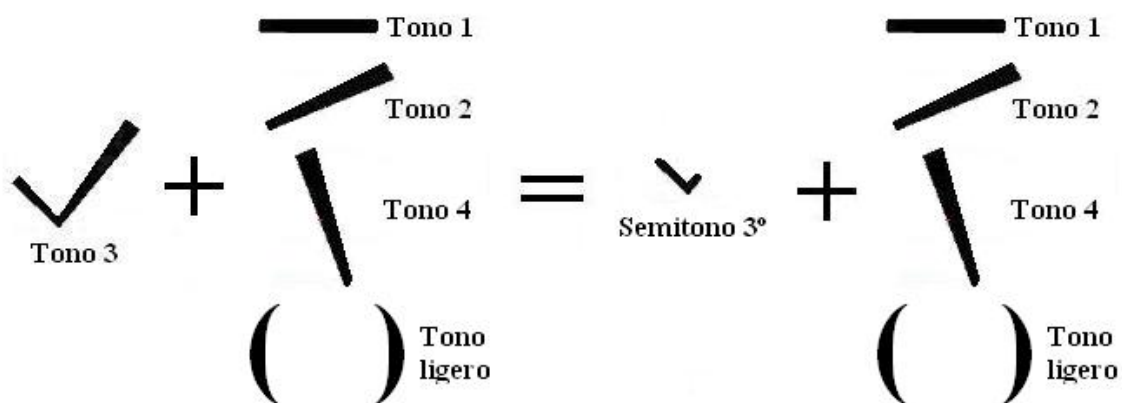 Tono 1
Tono 2
Tono 3
+
Tono 4
Tono
ligero
=
Semitono 3º
+
Tono 1
Tono 2
Tono 4
Tono
ligero